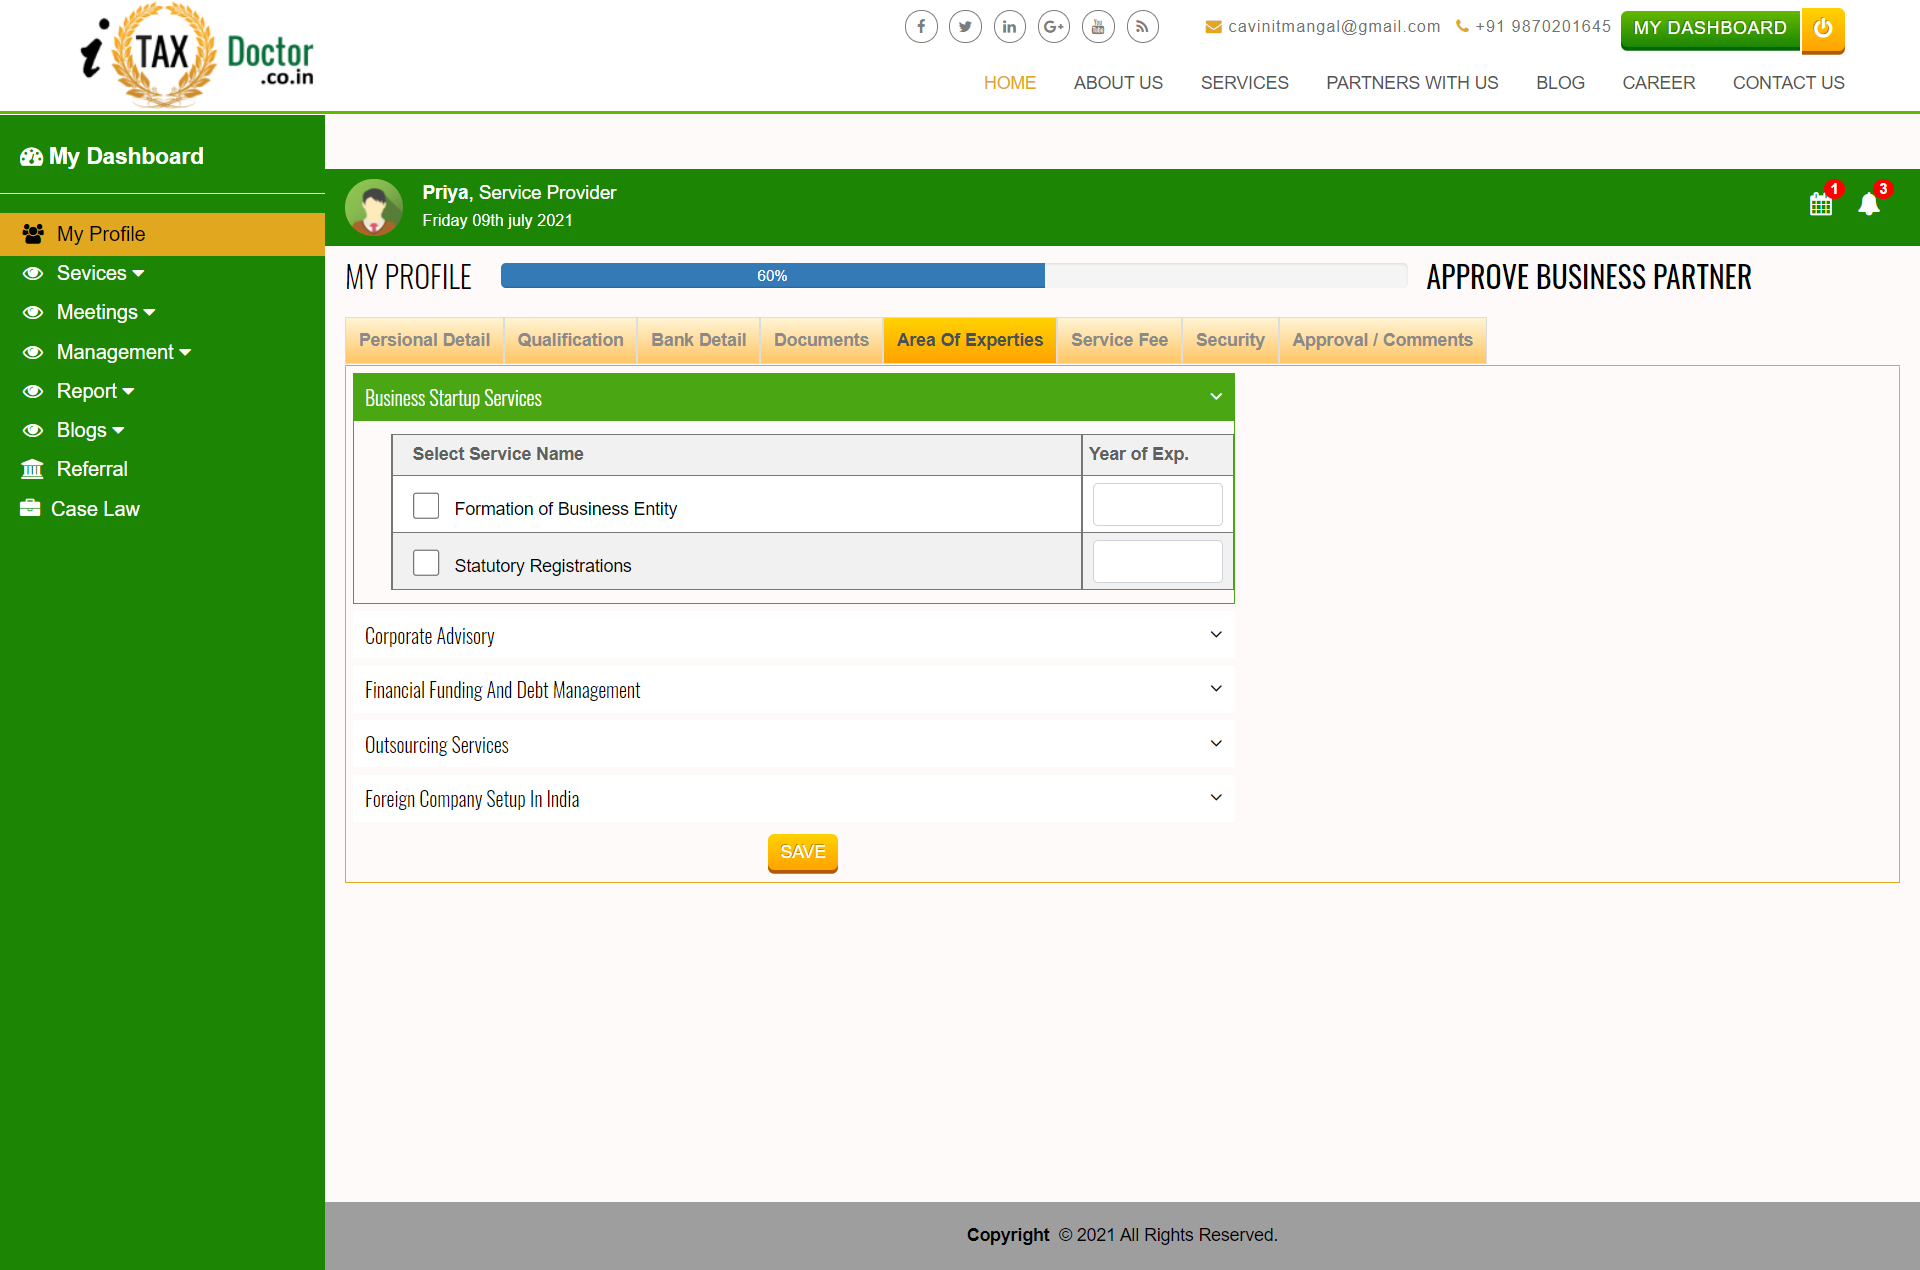 i TAX Doctor
.co.in
cavinitmangal@gmail.com +91 9870201645 MY DASHBOARD
HOME ABOUT US SERVICES PARTNERS WITH US BLOG CAREER CONTACT US
My Dashboard
My Profile
Sevices
Meetings
Management
Report
Blogs
Referral
Case Law
Priya, Service Provider
Friday 09th july 2021
1
3
MY PROFILE
60%
APPROVE BUSINESS PARTNER
Persional Detail Qualification Bank Detail Documents Area Of Experties Service Fee Security Approval / Comments
Business Startup Services
Select Service Name Year of Exp.
Formation of Business Entity
Statutory Registrations
Corporate Advisory
Financial Funding And Debt Management
Outsourcing Services
Foreign Company Setup In India
SAVE
Copyright © 2021 All Rights Reserved.